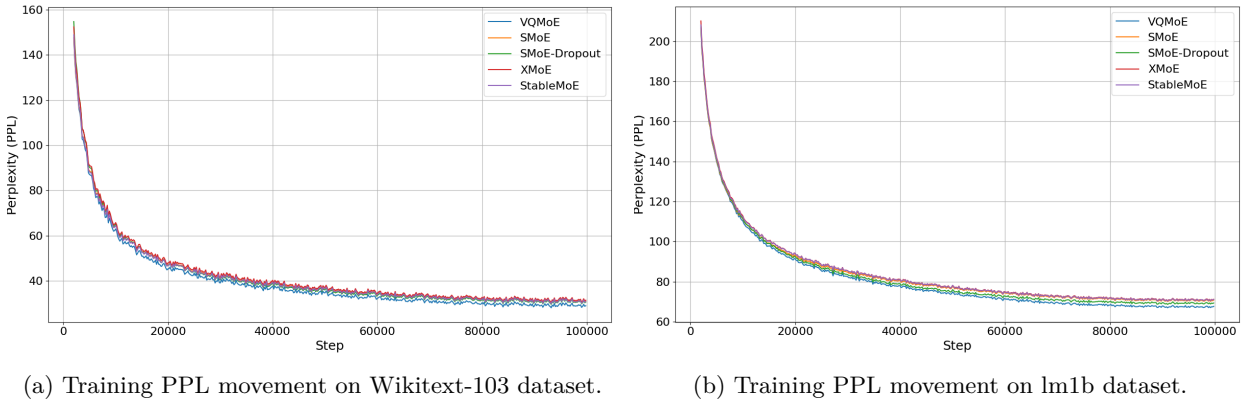 160
140
120
100
80
60
40
0 20000 40000 60000 80000 100000
Step
Perplexity (PPL)
VQMoE
SMoE
SMoE-Dropout
XMoE
StableMoE
200
180
160
140
120
100
80
60
0 20000 40000 60000 80000 100000
Step
Perplexity (PPL)
VQMoE
SMoE
SMoE-Dropout
XMoE
StableMoE
(a) Training PPL movement on Wikitext-103 dataset.
(b) Training PPL movement on lm1b dataset.